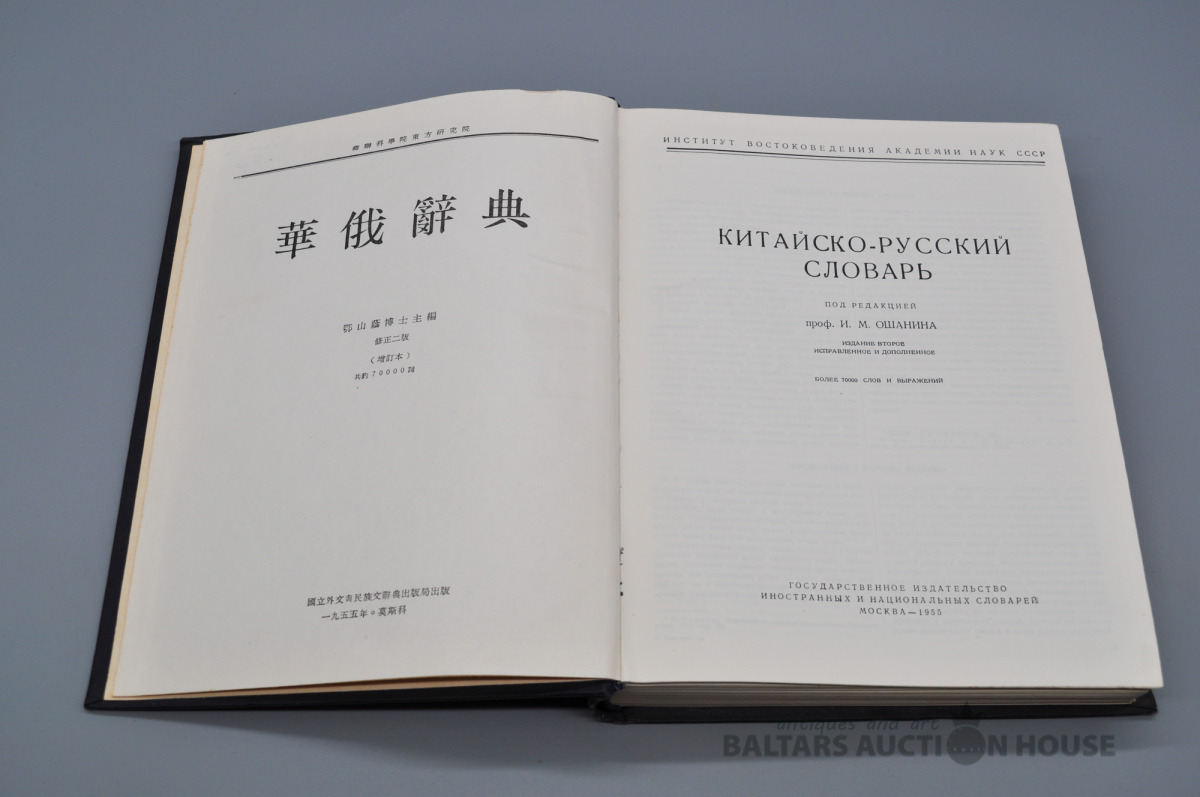 蘇聯科學院東方研究院
華俄辭典
鄂山蔭博士主編
修正二版
(增訂本)
共約70000詞
國立外文與民族文辭典出版局出版
一九五五年。莫斯科
ИНСТИТУТ ВОСТОКОВЕДЕНИЯ АКАДЕМИИ НАУК СССР
КИТАЙСКО-РУССКИЙ
СЛОВАРЬ
ПОД РЕДАКЦИЕЙ
проф. И. М. ОШАНИНА
ИЗДАНИЕ ВТОРОЕ
ИСПРАВЛЕННОЕ И ДОПОЛНЕННОЕ
БОЛЕЕ 70000 СЛОВ И ВЫРАЖЕНИЙ
ГОСУДАРСТВЕННОЕ ИЗДАТЕЛЬСТВО
ИНОСТРАННЫХ И НАЦИОНАЛЬНЫХ СЛОВАРЕЙ
МОСКВА—1955
antiques and art
BALTARS AUCTION HOUSE